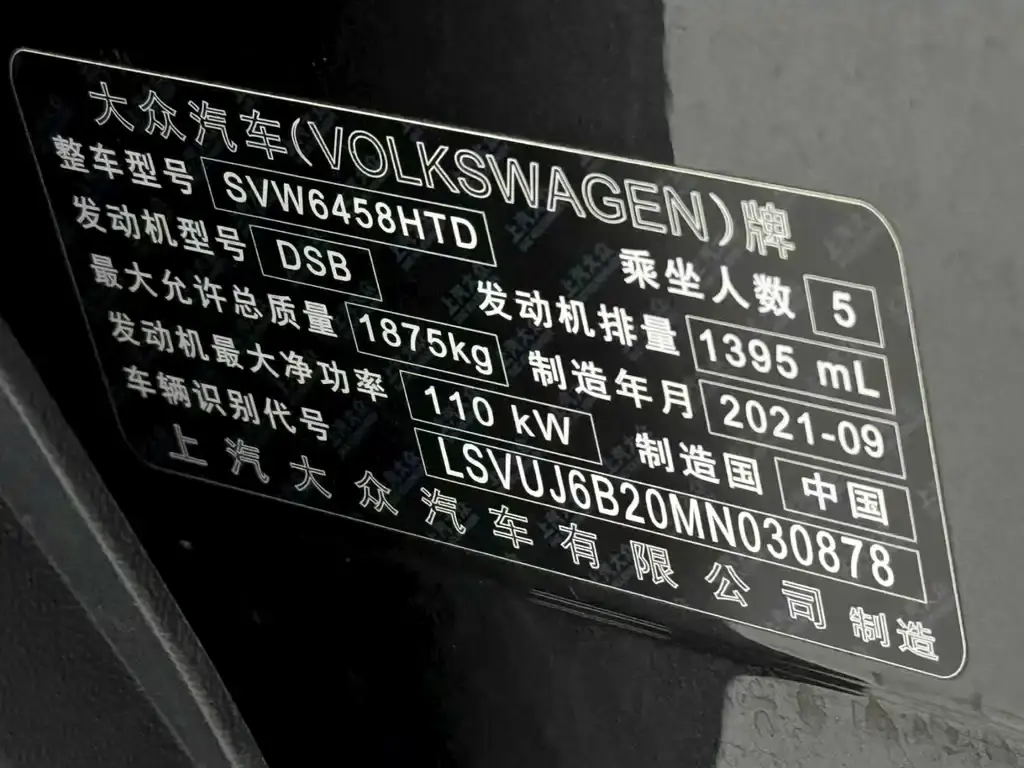 大众汽车(VOLKSWAGEN)牌
整车型号 SVW6458HTD 乘坐人数 5
发动机型号 DSB 发动机排量 1395 mL
最大允许总质量 1875kg 制造年月 2021-09
发动机最大净功率 110 kW 制造国 中国
车辆识别代号 LSVUJ6B20MN030878
上汽大众汽车有限公司 制造